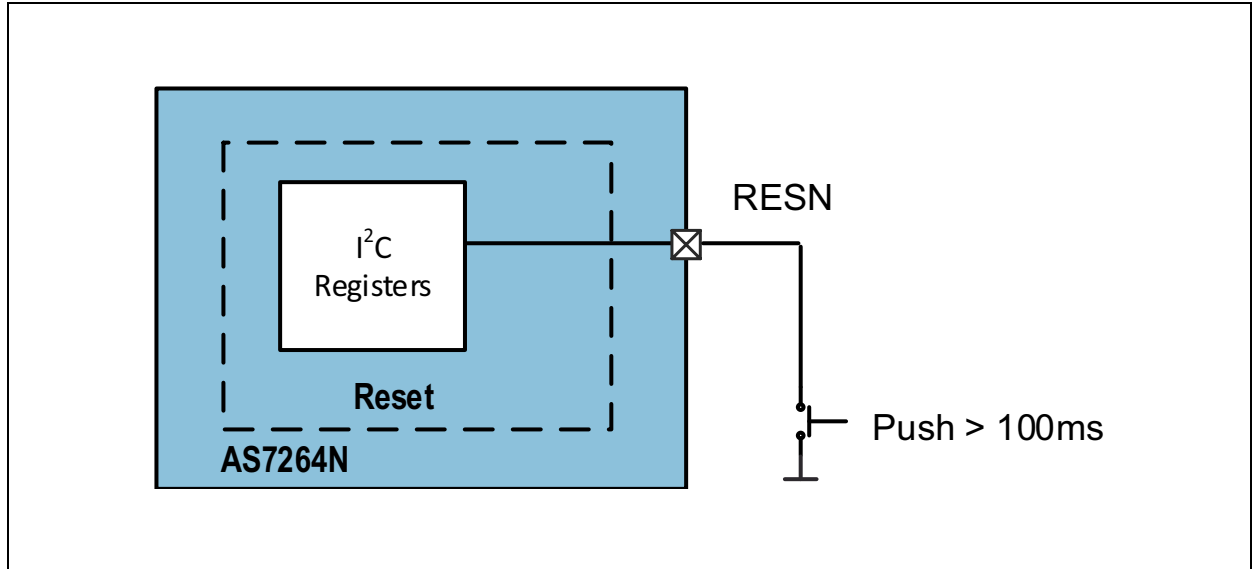 RESN
I²C
Registers
Reset
Push > 100ms
AS7264N